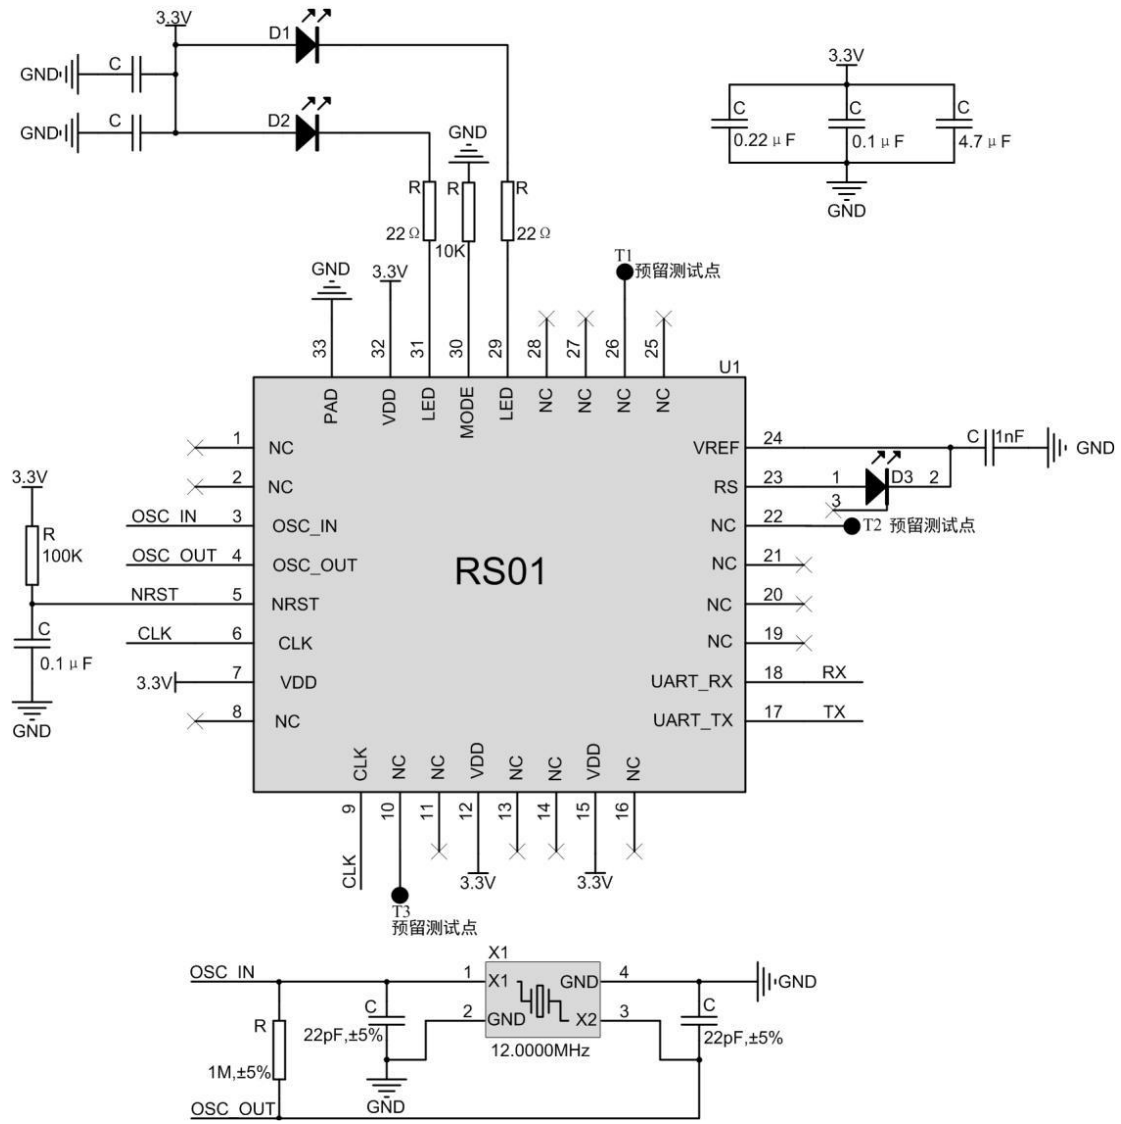 3.3V
D1
GND
C
GND
C
D2
GND
R
R
R
22Ω
10K
22Ω
3.3V
C
0.22μF
C
0.1μF
C
4.7μF
GND
GND
3.3V
T1
预留测试点
33
32
31
30
29
28
27
26
25
U1
PAD
VDD
LED
MODE
LED
NC
NC
NC
NC
1
NC
2
NC
OSC_IN
3
OSC_IN
OSC_OUT
4
OSC_OUT
NRST
5
NRST
CLK
6
CLK
3.3V
7
VDD
8
NC
3.3V
R
100K
C
0.1μF
GND
RS01
VREF
24
C
1nF
GND
RS
23
1
D3
2
3
NC
22
T2
预留测试点
NC
21
NC
20
NC
19
UART_RX
18
RX
UART_TX
17
TX
CLK
NC
NC
VDD
NC
NC
VDD
NC
9
10
11
12
13
14
15
16
CLK
3.3V
3.3V
T3
预留测试点
X1
OSC_IN
1
X1
GND
4
GND
C
22pF,±5%
2
GND
X2
3
C
22pF,±5%
12.0000MHz
R
1M,±5%
GND
OSC_OUT